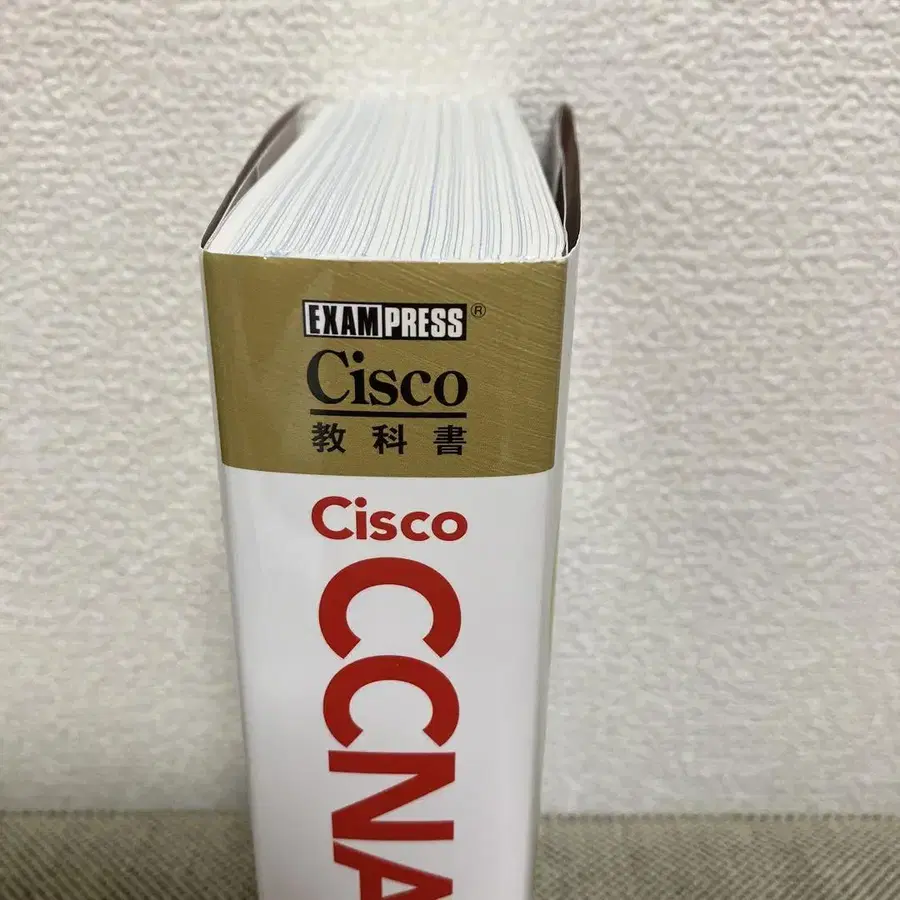 EXAMPRESS®
Cisco
教科書
Cisco
CCNA